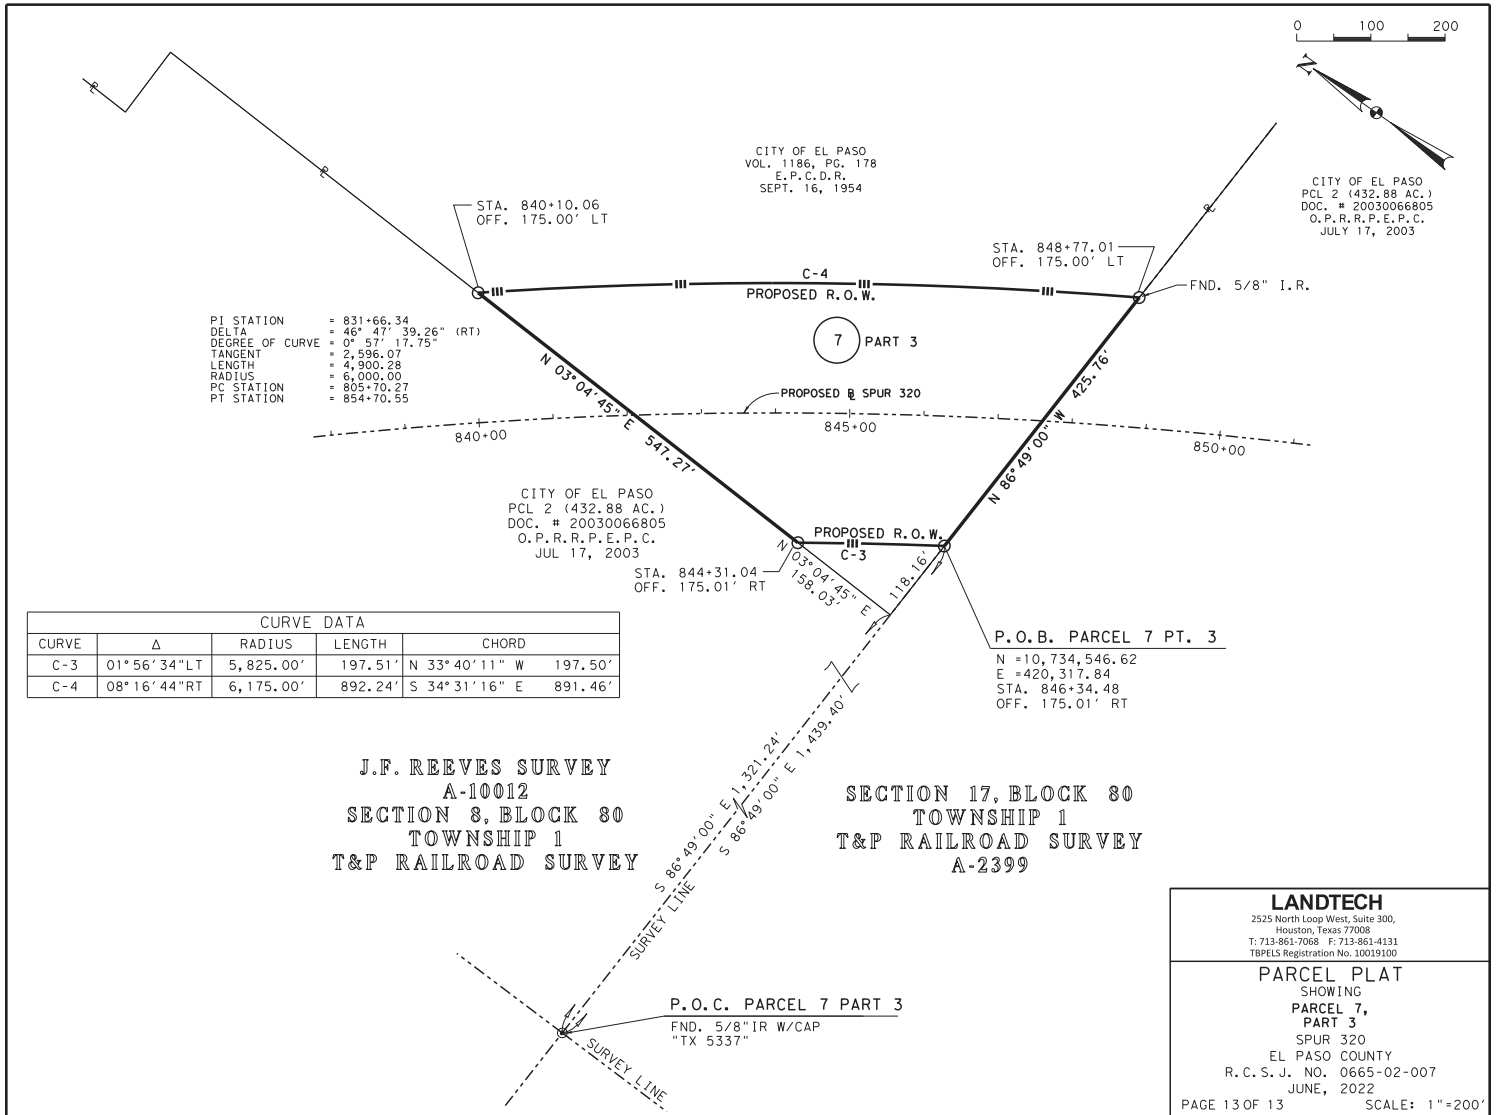 0 100 200
N
CITY OF EL PASO
VOL. 1186, PG. 178
E.P.C.D.R.
SEPT. 16, 1954
CITY OF EL PASO
PCL 2 (432.88 AC.)
DOC. # 20030066805
O.P.R.R.P.E.P.C.
JULY 17, 2003
STA. 840+10.06
OFF. 175.00' LT
STA. 848+77.01
OFF. 175.00' LT
FND. 5/8" I.R.
C-4
PROPOSED R.O.W.
7 PART 3
PI STATION = 831+66.34
DELTA = 46° 47' 39.26" (RT)
DEGREE OF CURVE = 0° 57' 17.75"
TANGENT = 2,596.07
LENGTH = 4,900.28
RADIUS = 6,000.00
PC STATION = 805+70.27
PT STATION = 854+70.55
N 03°04'45" E 547.27'
N 86°49'00" W 425.76'
PROPOSED ℄ SPUR 320
840+00
845+00
850+00
CITY OF EL PASO
PCL 2 (432.88 AC.)
DOC. # 20030066805
O.P.R.R.P.E.P.C.
JUL 17, 2003
PROPOSED R.O.W.
C-3
STA. 844+31.04
OFF. 175.01' RT
N 03°04'45" E
158.03'
118.16'
P.O.B. PARCEL 7 PT. 3
N =10,734,546.62
E =420,317.84
STA. 846+34.48
OFF. 175.01' RT
CURVE DATA
CURVE Δ RADIUS LENGTH CHORD
C-3 01°56'34"LT 5,825.00' 197.51' N 33°40'11" W 197.50'
C-4 08°16'44"RT 6,175.00' 892.24' S 34°31'16" E 891.46'
S 86°49'00" E 1,321.24'
S 86°49'00" E 1,439.40'
J.F. REEVES SURVEY
A-10012
SECTION 8, BLOCK 80
TOWNSHIP 1
T&P RAILROAD SURVEY
SECTION 17, BLOCK 80
TOWNSHIP 1
T&P RAILROAD SURVEY
A-2399
SURVEY LINE
P.O.C. PARCEL 7 PART 3
FND. 5/8"IR W/CAP
"TX 5337"
SURVEY LINE
LANDTECH
2525 North Loop West, Suite 300,
Houston, Texas 77008
T: 713-861-7068 F: 713-861-4131
TBPELS Registration No. 10019100
PARCEL PLAT
SHOWING
PARCEL 7,
PART 3
SPUR 320
EL PASO COUNTY
R.C.S.J. NO. 0665-02-007
JUNE, 2022
PAGE 13 OF 13 SCALE: 1"=200'